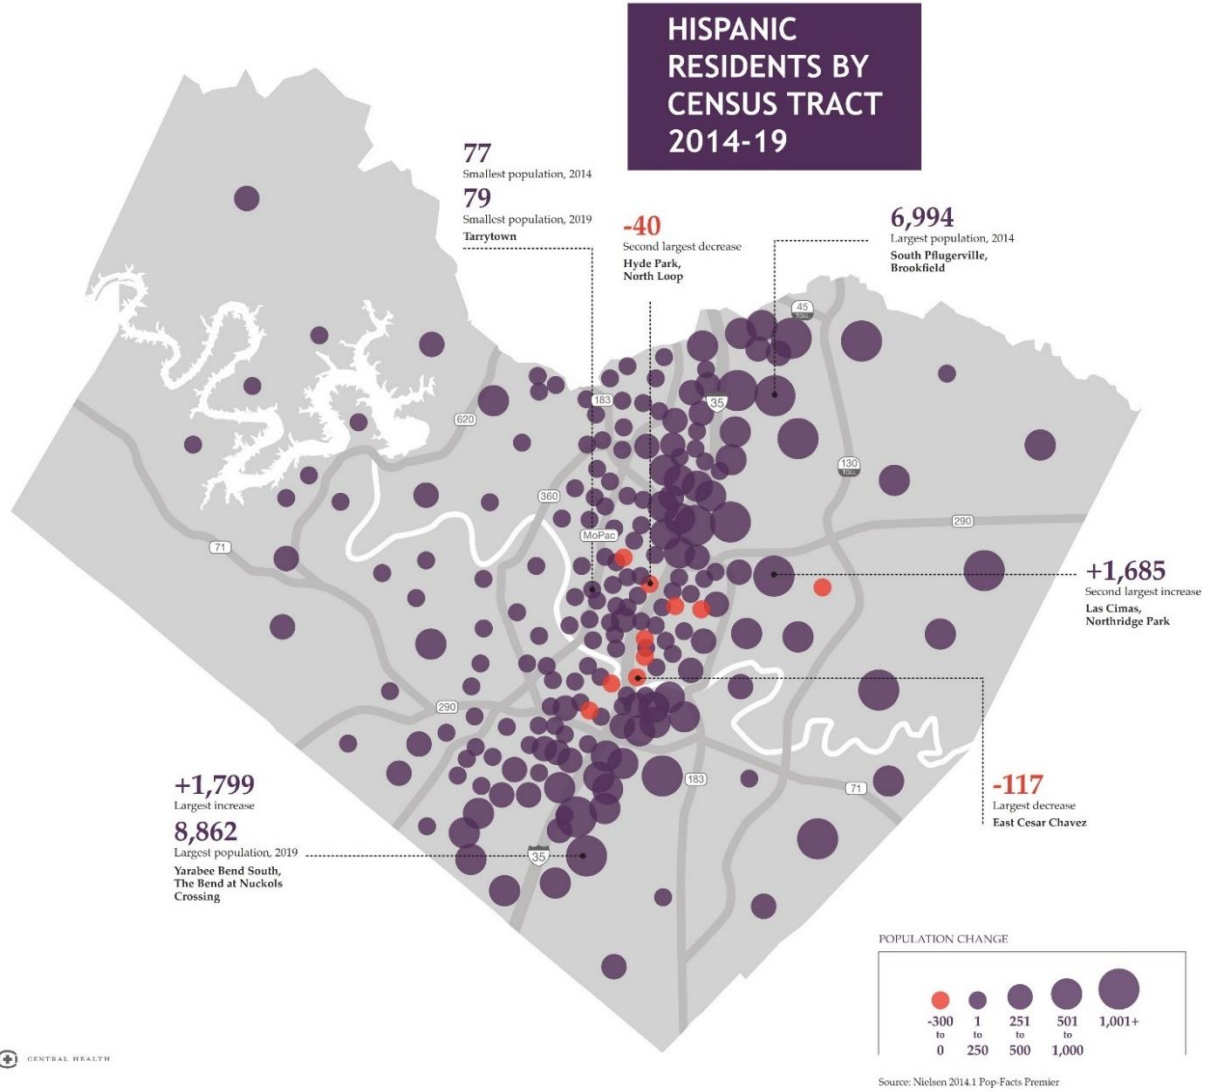 HISPANIC
RESIDENTS BY
CENSUS TRACT
2014-19
77
Smallest population, 2014
79
Smallest population, 2019
Tarrytown
-40
Second largest decrease
Hyde Park,
North Loop
6,994
Largest population, 2014
South Pflugerville,
Brookfield
45
TOLL
183
35
620
130
TOLL
360
290
MoPac
71
+1,685
Second largest increase
Las Cimas,
Northridge Park
290
183
71
+1,799
Largest increase
8,862
Largest population, 2019
Yarabee Bend South,
The Bend at Nuckols
Crossing
35
-117
Largest decrease
East Cesar Chavez
POPULATION CHANGE
-300
to
0
1
to
250
251
to
500
501
to
1,000
1,001+
CENTRAL HEALTH
Source: Nielsen 2014.1 Pop-Facts Premier